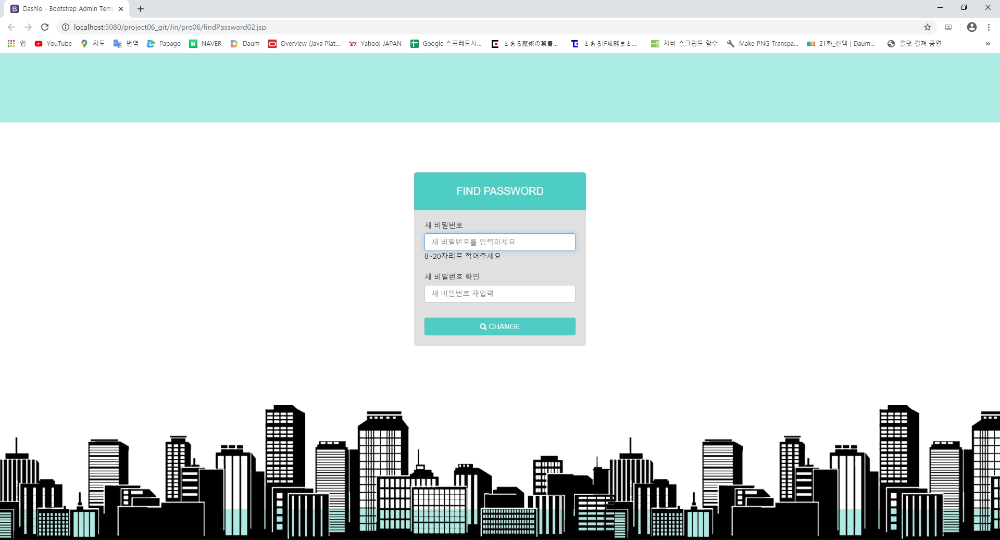 Dashio - Bootstrap Admin Tem
localhost:5080/project06_git/Jin/pro06/findPassword02.jsp
앱 YouTube 지도 번역 Papago NAVER Daum Overview (Java Plat... Yahoo! JAPAN Google 스프레드시... とある魔術の禁書... とあるIF攻略まと... 자바 스크립트 함수 Make PNG Transpa... 21화_선택 | Daum... 올댓 컬쳐 공연 »
FIND PASSWORD
새 비밀번호
새 비밀번호를 입력하세요
8~20자리로 적어주세요
새 비밀번호 확인
새 비밀번호 재입력
CHANGE